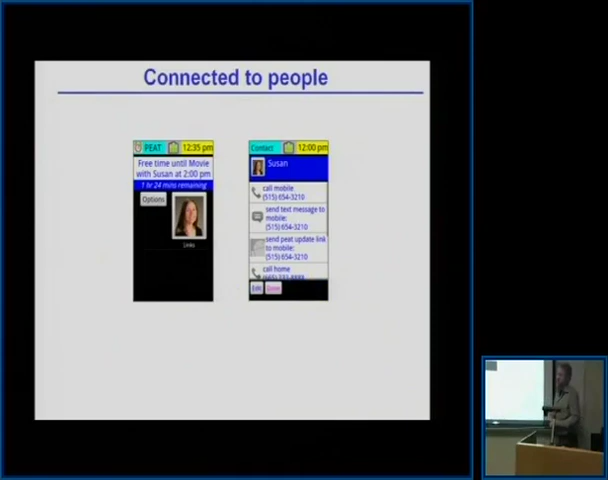 Connected to people
PEAT 12:35 pm
Free time until Movie
with Susan at 2:00 pm
1 hr 24 mins remaining
Options
Links
Contact 12:00 pm
Susan
call mobile
(515) 654-3210
send text message to
mobile:
(515) 654-3210
send peat update link
to mobile:
(515) 654-3210
call home
Edit Done